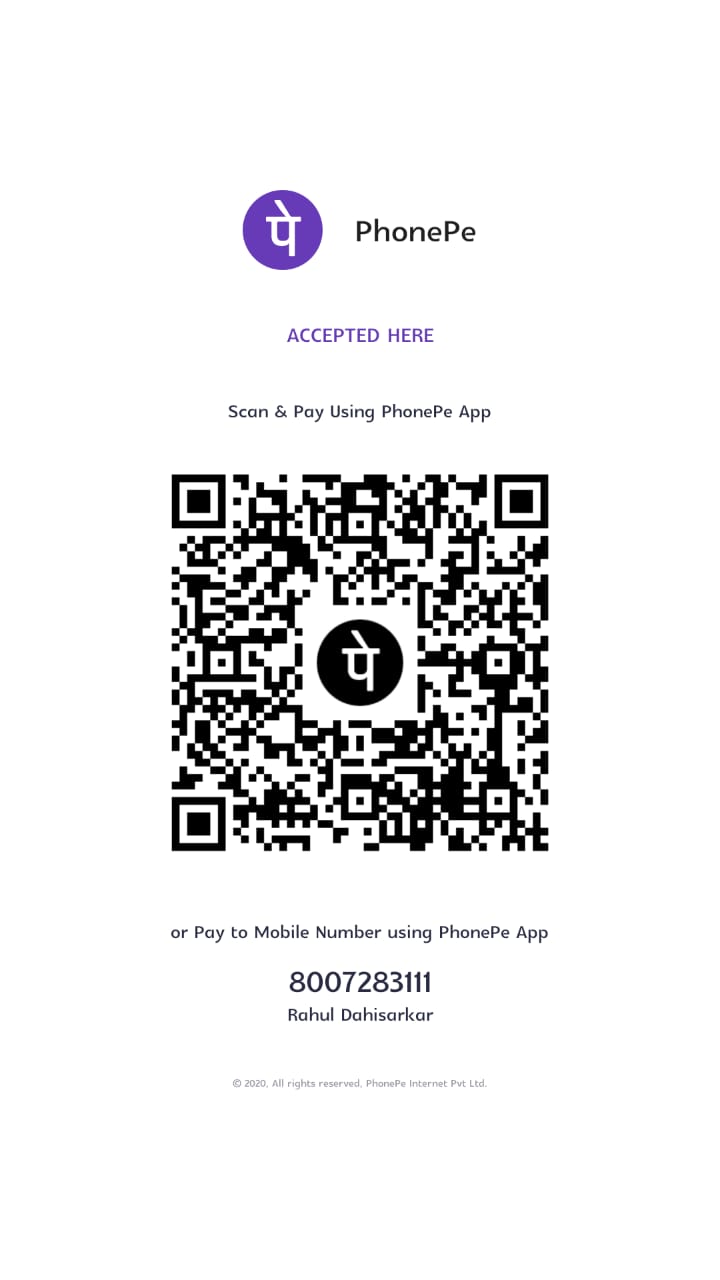 पे PhonePe
ACCEPTED HERE
Scan & Pay Using PhonePe App
पे
or Pay to Mobile Number using PhonePe App
8007283111
Rahul Dahisarkar
© 2020, All rights reserved, PhonePe Internet Pvt Ltd.